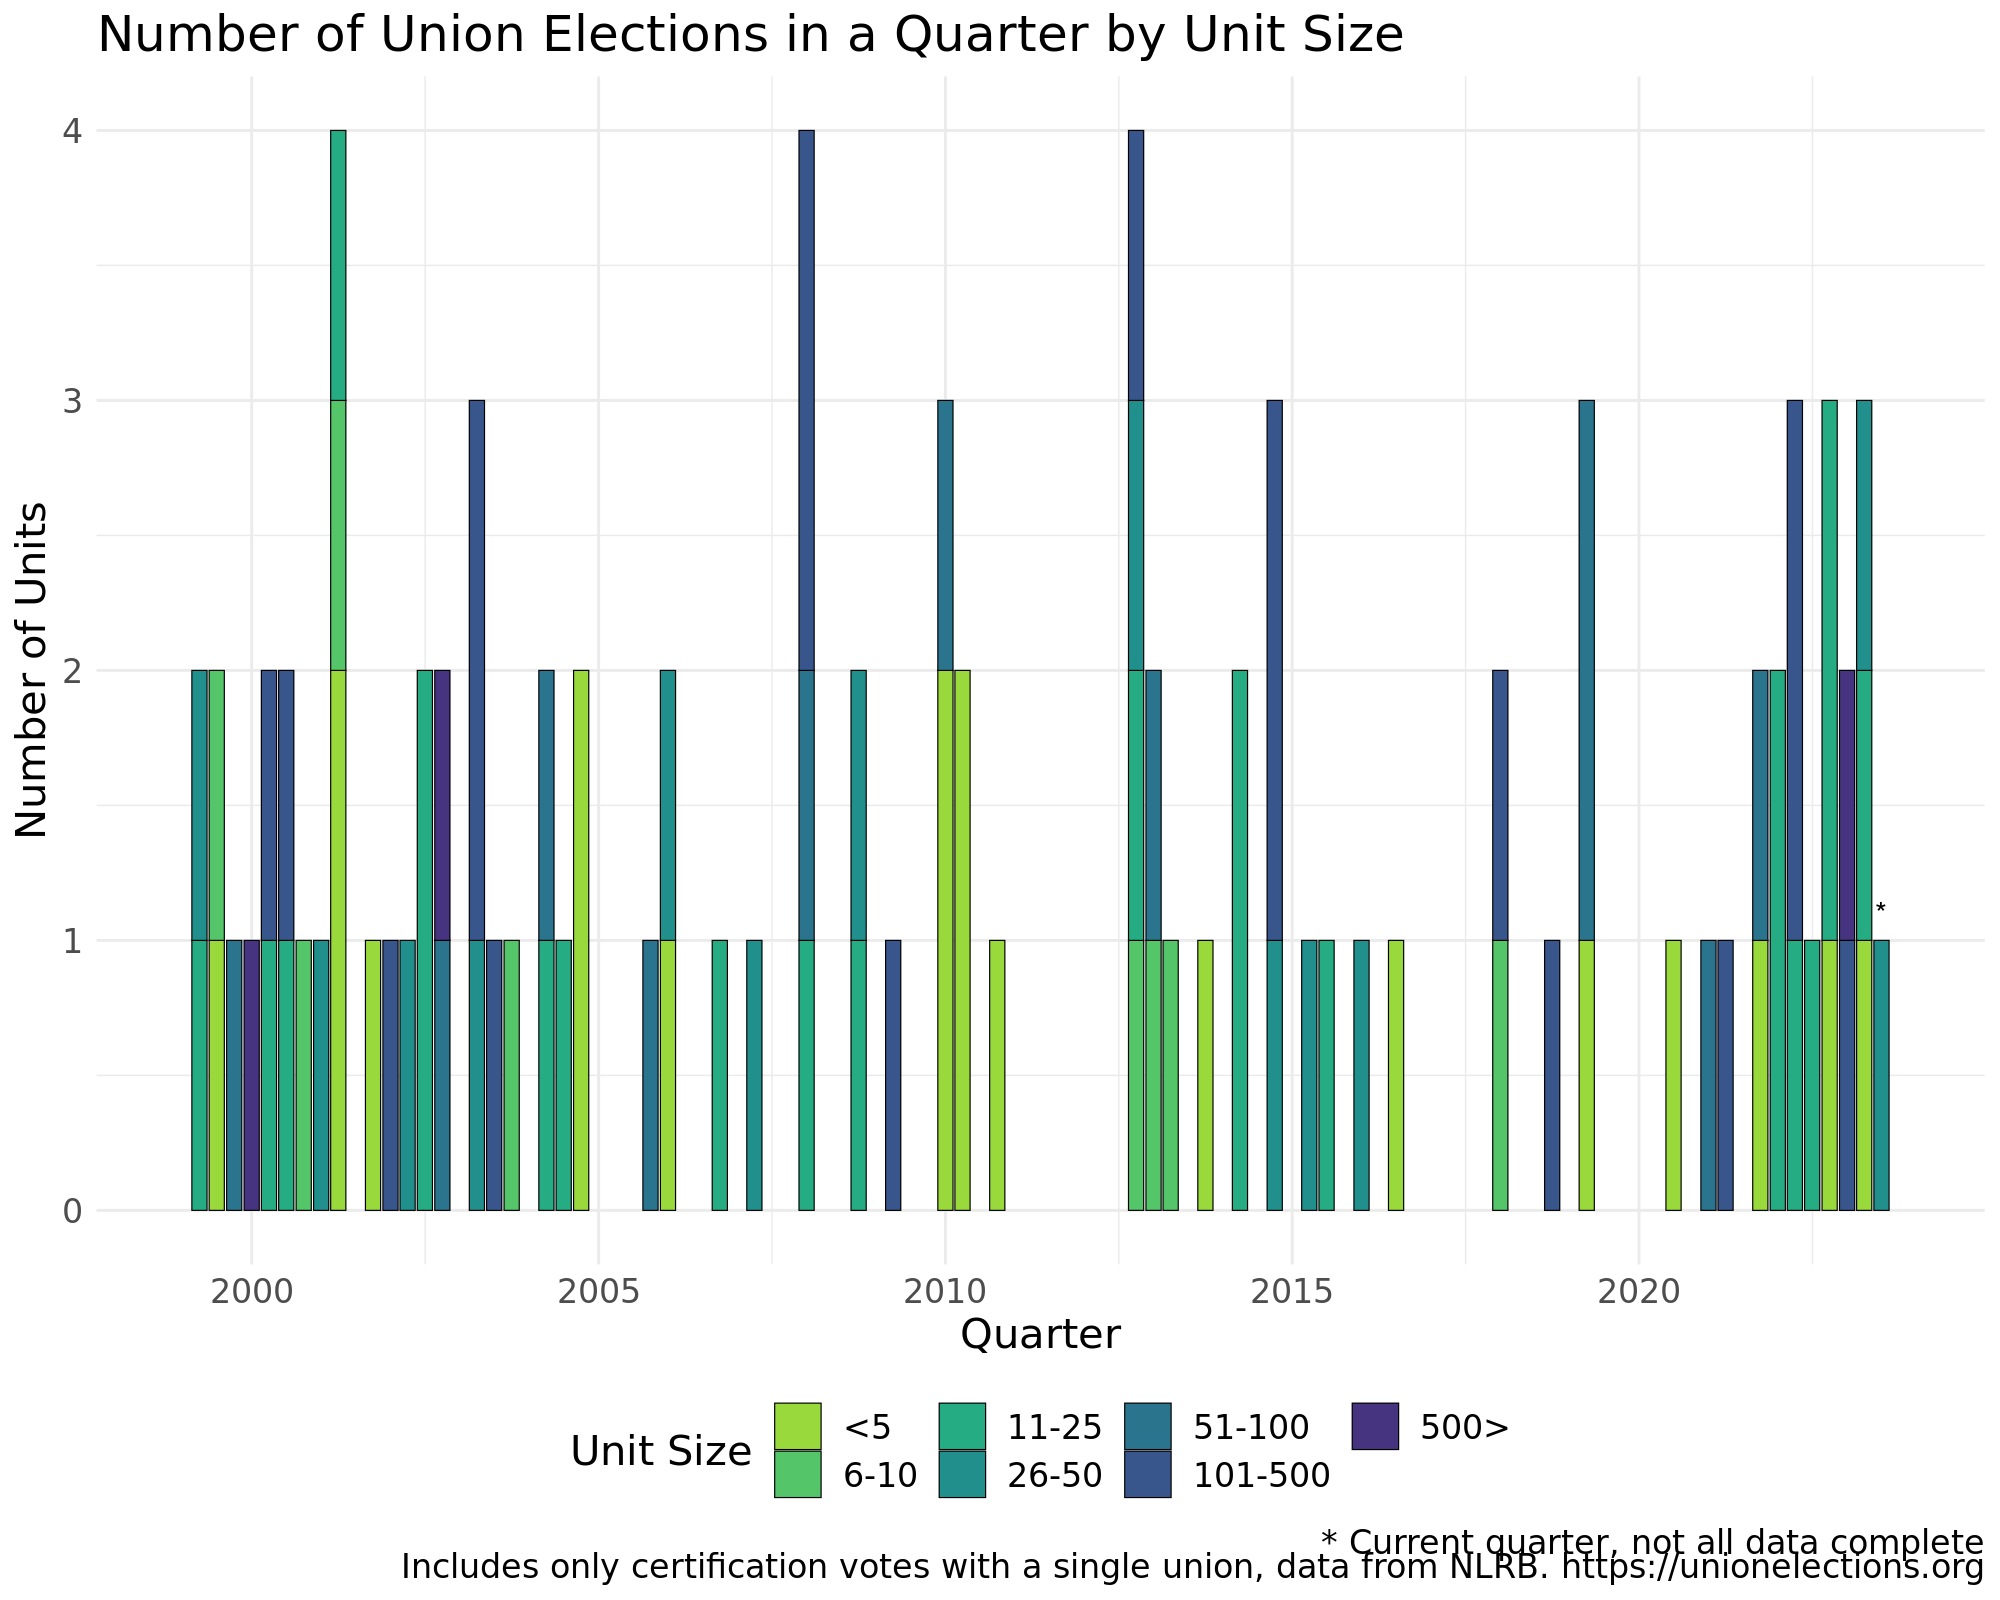 Number of Union Elections in a Quarter by Unit Size
Number of Units
4
3
2
1
0
*
2000 2005 2010 2015 2020
Quarter
Unit Size
<5 11-25 51-100 500>
6-10 26-50 101-500
* Current quarter, not all data complete
Includes only certification votes with a single union, data from NLRB. https://unionelections.org